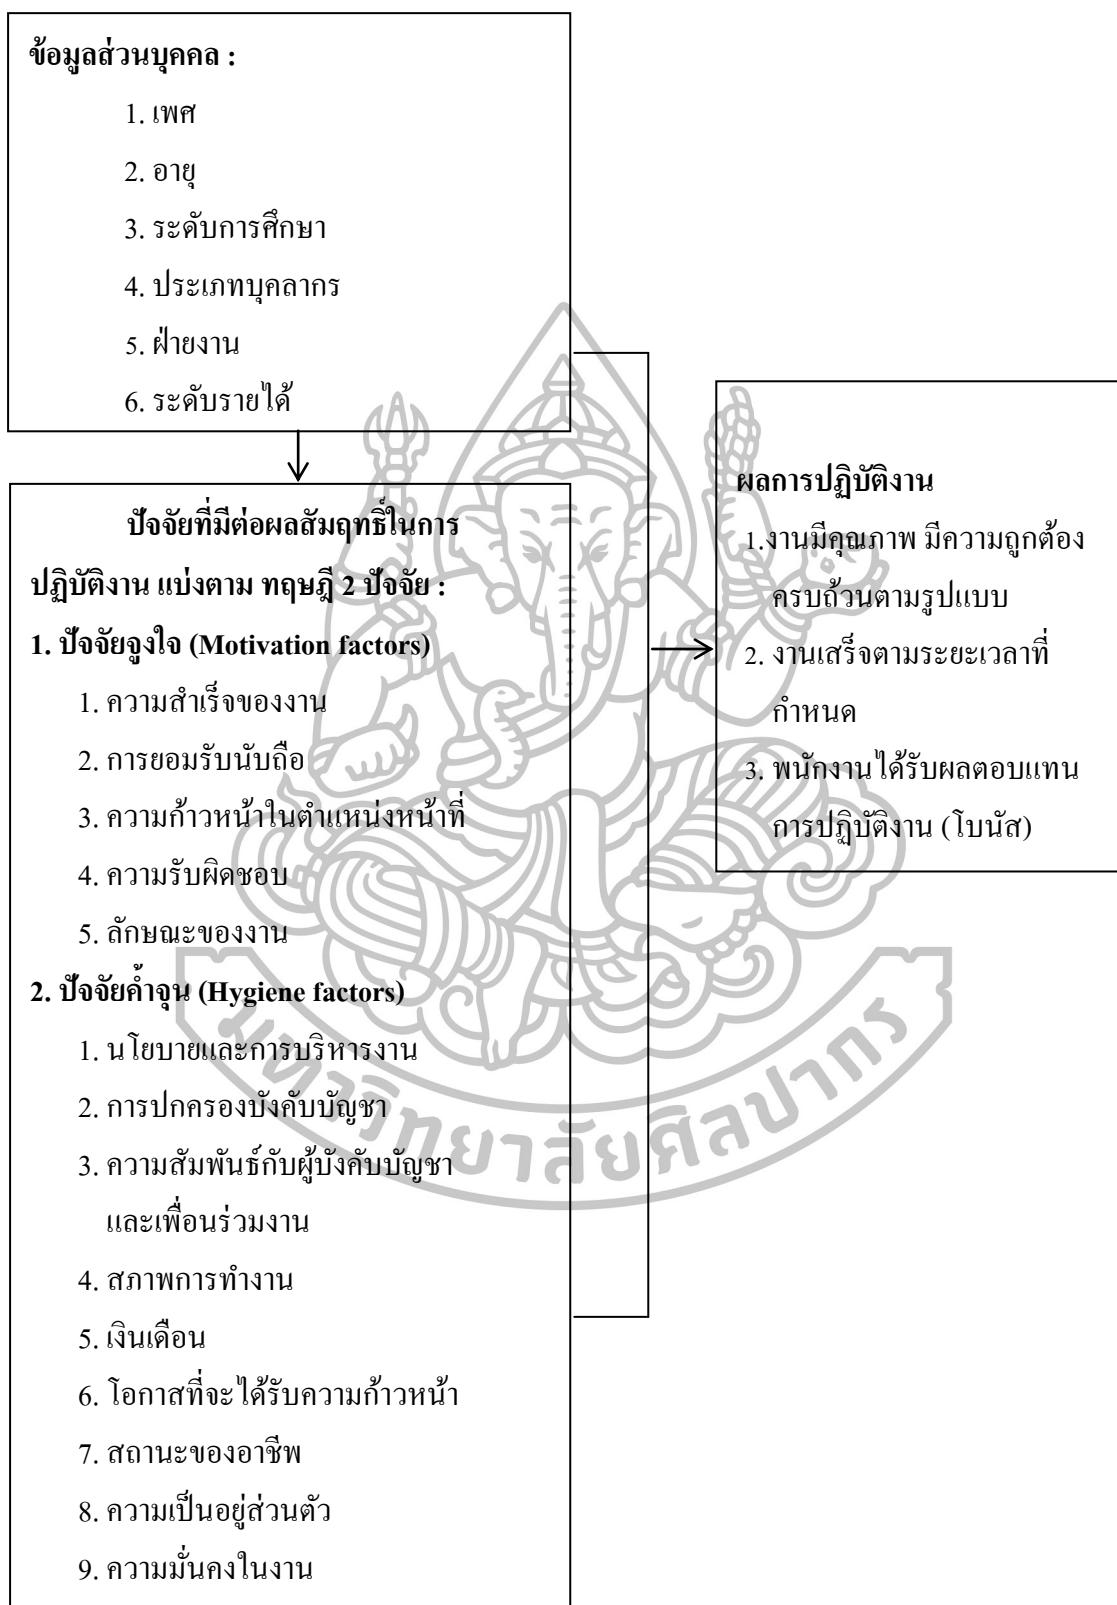 ข้อมูลส่วนบุคคล :
1. เพศ
2. อายุ
3. ระดับการศึกษา
4. ประเภทบุคลากร
5. ฝ่ายงาน
6. ระดับรายได้
ปัจจัยที่มีต่อผลสัมฤทธิ์ในการ
ปฏิบัติงาน แบ่งตาม ทฤษฎี 2 ปัจจัย :
1. ปัจจัยจูงใจ (Motivation factors)
1. ความสำเร็จของงาน
2. การยอมรับนับถือ
3. ความก้าวหน้าในตำแหน่งหน้าที่
4. ความรับผิดชอบ
5. ลักษณะของงาน
2. ปัจจัยค้ำจุน (Hygiene factors)
1. นโยบายและการบริหารงาน
2. การปกครองบังคับบัญชา
3. ความสัมพันธ์กับผู้บังคับบัญชา
และเพื่อนร่วมงาน
4. สภาพการทำงาน
5. เงินเดือน
6. โอกาสที่จะได้รับความก้าวหน้า
7. สถานะของอาชีพ
8. ความเป็นอยู่ส่วนตัว
9. ความมั่นคงในงาน
ผลการปฏิบัติงาน
1.งานมีคุณภาพ มีความถูกต้อง
ครบถ้วนตามรูปแบบ
2. งานเสร็จตามระยะเวลาที่
กำหนด
3. พนักงานได้รับผลตอบแทน
การปฏิบัติงาน (โบนัส)
มหาวิทยาลัยศิลปากร